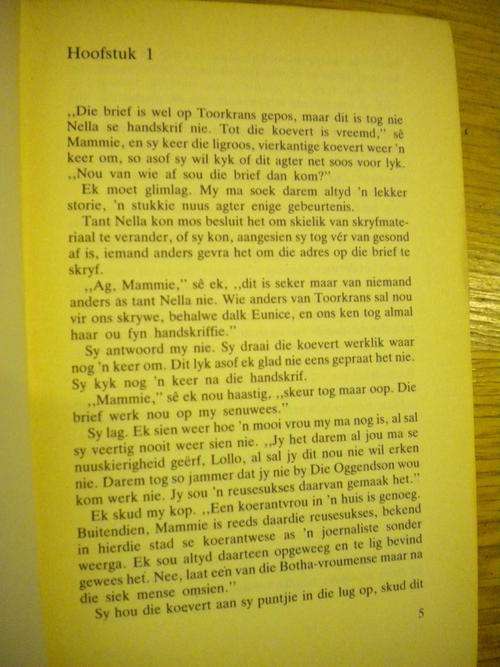 Hoofstuk 1
„Die brief is wel op Toorkrans gepos, maar dit is tog nie
Nella se handskrif nie. Tot die koevert is vreemd,” sê
Mammie, en sy keer die ligroos, vierkantige koevert weer 'n
keer om, so asof sy wil kyk of dit agter net soos voor lyk.
„Nou van wie af sou die brief dan kom?”
Ek moet glimlag. My ma soek darem altyd 'n lekker
storie, 'n stukkie nuus agter enige gebeurtenis.
Tant Nella kon mos besluit het om skielik van skryfmate-
riaal te verander, of sy kon, aangesien sy tog vér van gesond
af is, iemand anders gevra het om die adres op die brief te
skryf.
„Ag, Mammie,” sê ek, „dit is seker maar van niemand
anders as tant Nella nie. Wie anders van Toorkrans sal nou
vir ons skrywe, behalwe dalk Eunice, en ons ken tog almal
haar ou fyn handskriffie.”
Sy antwoord my nie. Sy draai die koevert werklik waar
nog 'n keer om. Dit lyk asof ek glad nie eens gepraat het nie.
Sy kyk nog 'n keer na die handskrif.
„Mammie,” sê ek nou haastig, „skeur tog maar oop. Die
brief werk nou op my senuwees.”
Sy lag. Ek sien weer hoe 'n mooi vrou my ma nog is, al sal
sy veertig nooit weer sien nie. „Jy het darem al jou ma se
nuuskierigheid geërf, Lollo, al sal jy dit nou nie wil erken
nie. Darem tog so jammer dat jy nie by Die Oggendson wou
kom werk nie. Jy sou 'n reusesukses daarvan gemaak het.”
Ek skud my kop. „Een koerantvrou in 'n huis is genoeg.
Buitendien, Mammie is reeds daardie reusesukses, bekend
in hierdie stad se koerantwese as 'n joernaliste sonder
weerga. Ek sou altyd daarteen opgeweeg en te lig bevind
gewees het. Nee, laat een van die Botha-vroumense maar na
die siek mense omsien.”
Sy hou die koevert aan sy puntjie in die lug op, skud dit
5